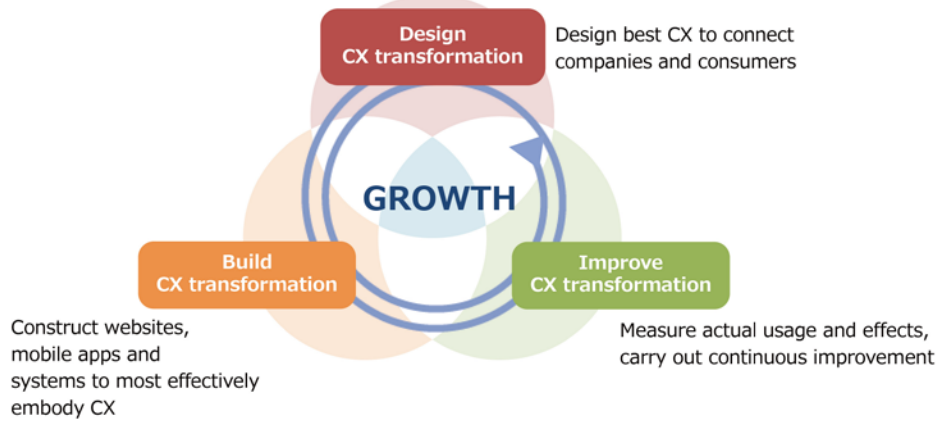 Design
CX transformation
Design best CX to connect
companies and consumers
GROWTH
Build
CX transformation
Construct websites,
mobile apps and
systems to most effectively
embody CX
Improve
CX transformation
Measure actual usage and effects,
carry out continuous improvement